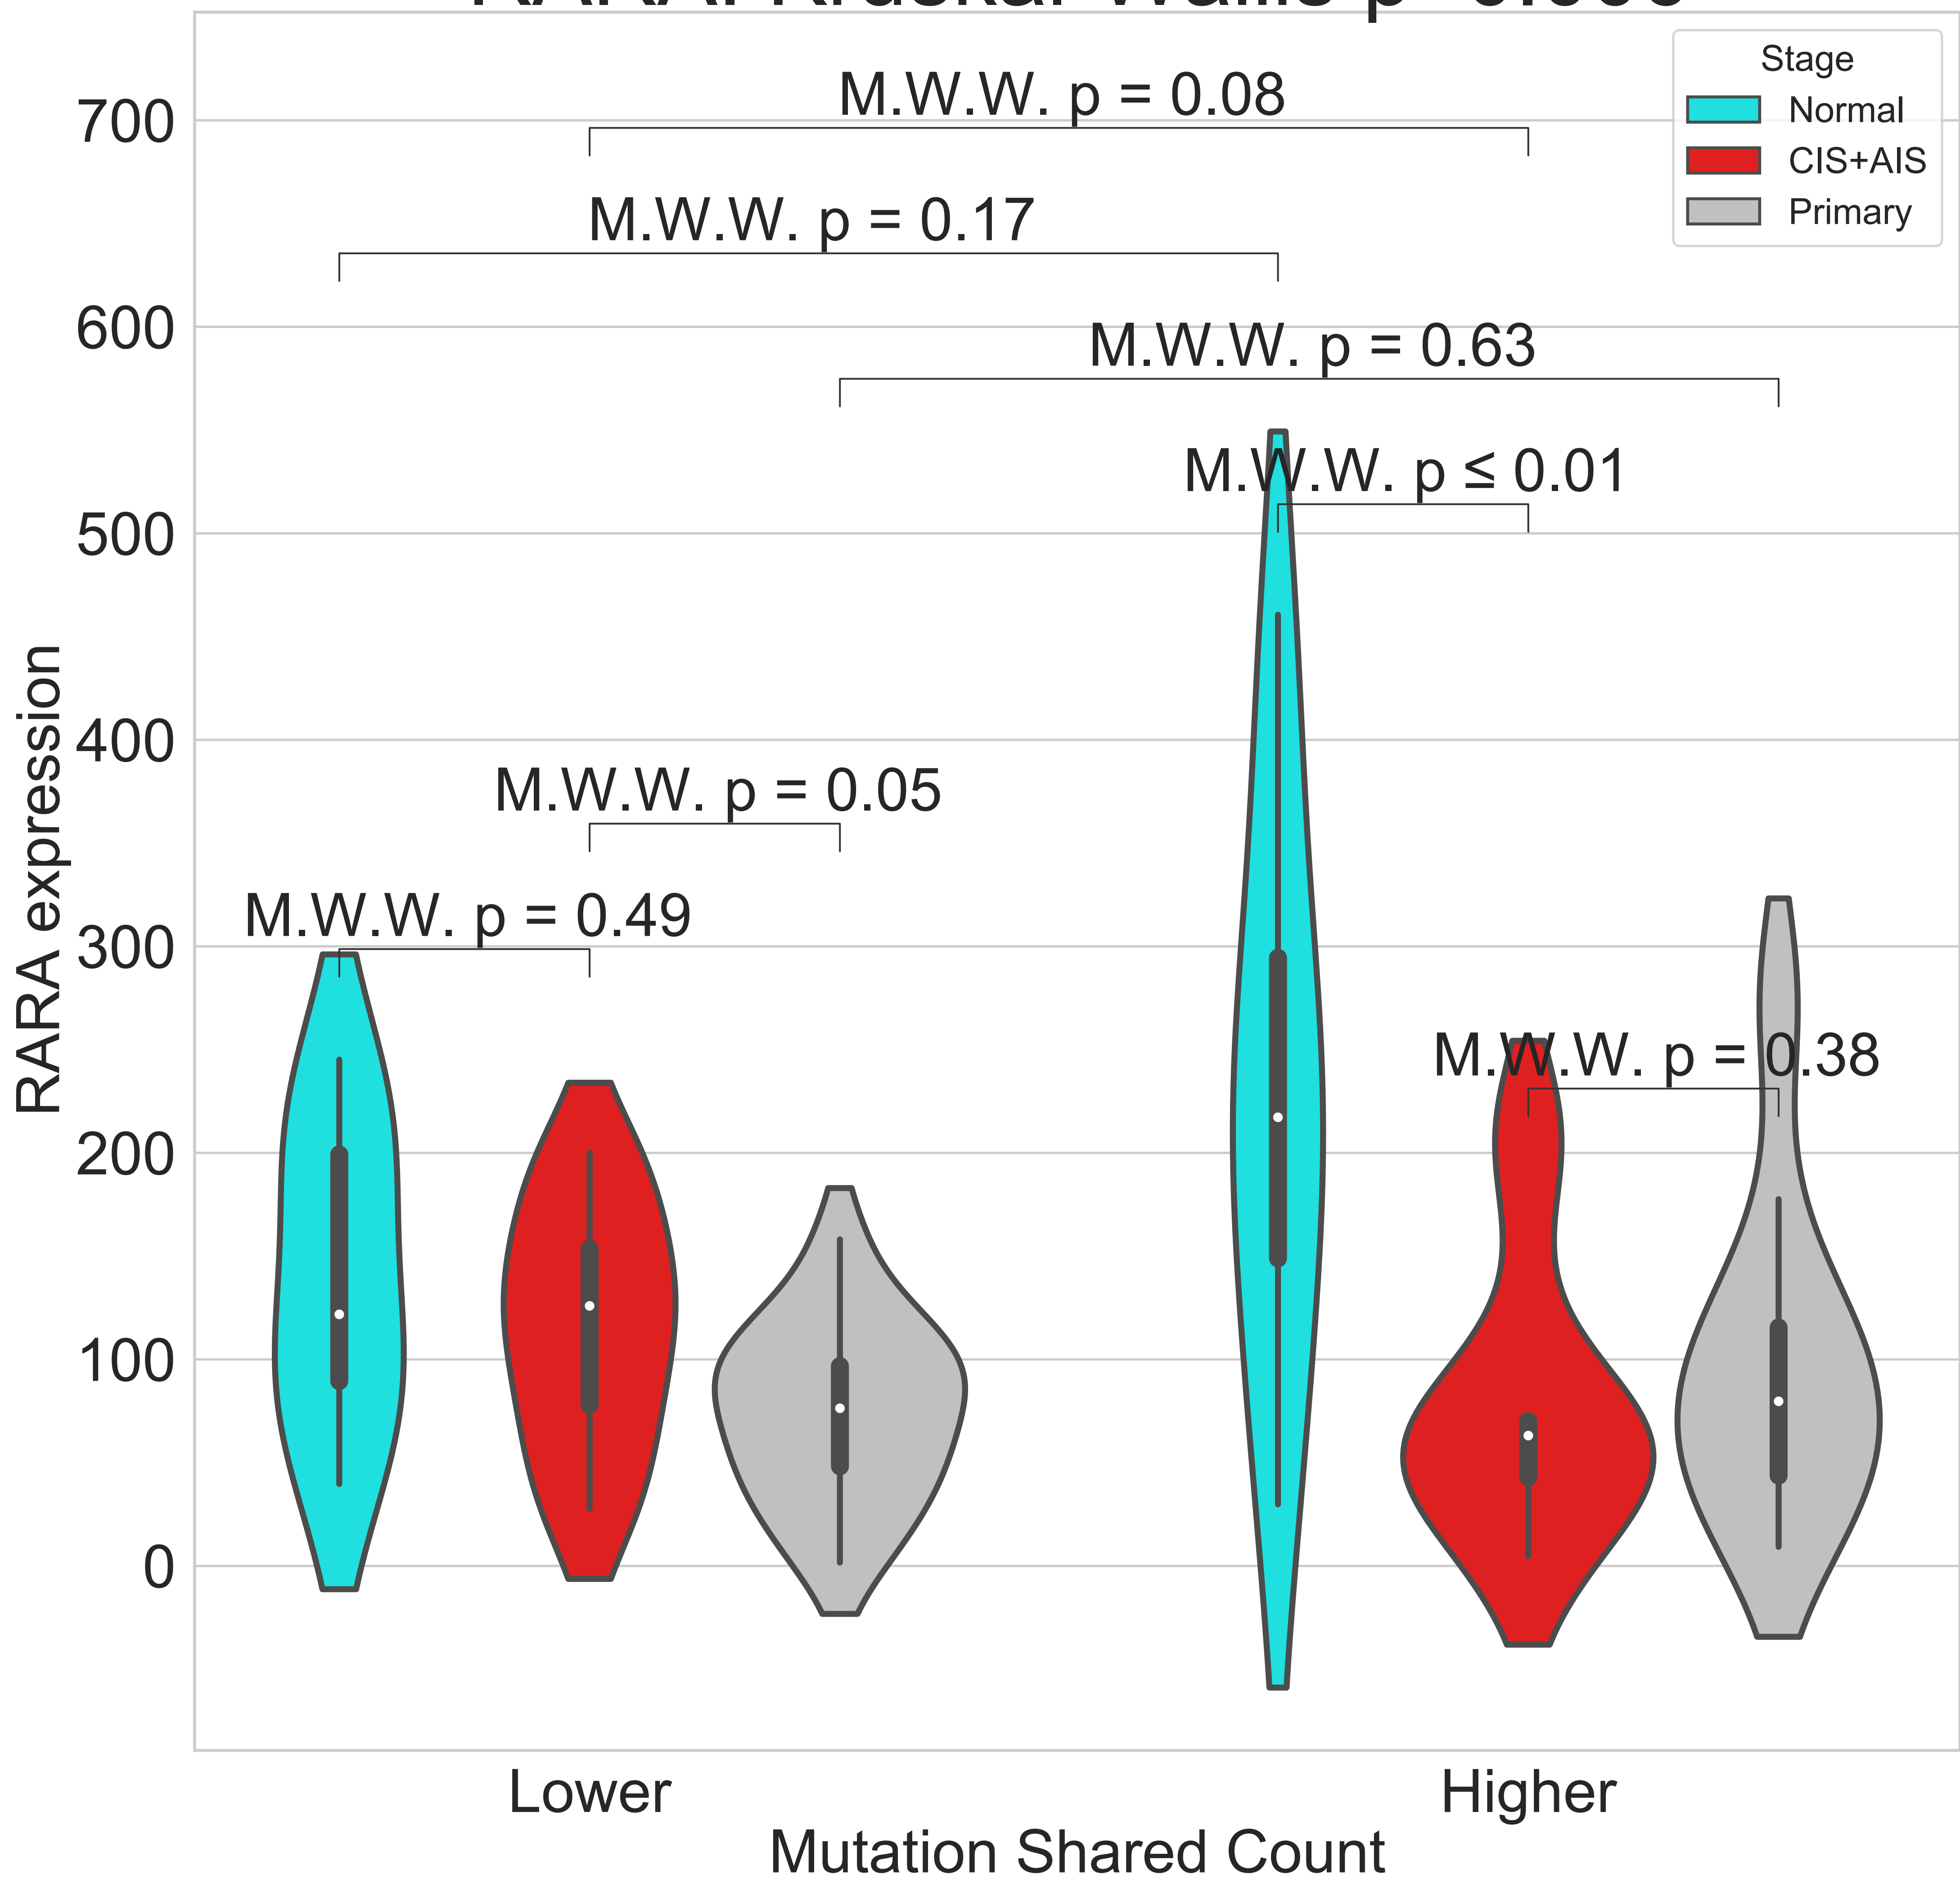 Stage
Normal
CIS+AIS
Primary
M.W.W. p = 0.08
M.W.W. p = 0.17
M.W.W. p = 0.63
M.W.W. p ≤ 0.01
M.W.W. p = 0.05
M.W.W. p = 0.49
M.W.W. p = 0.38
700
600
500
400
300
200
100
0
RARA expression
Lower
Higher
Mutation Shared Count